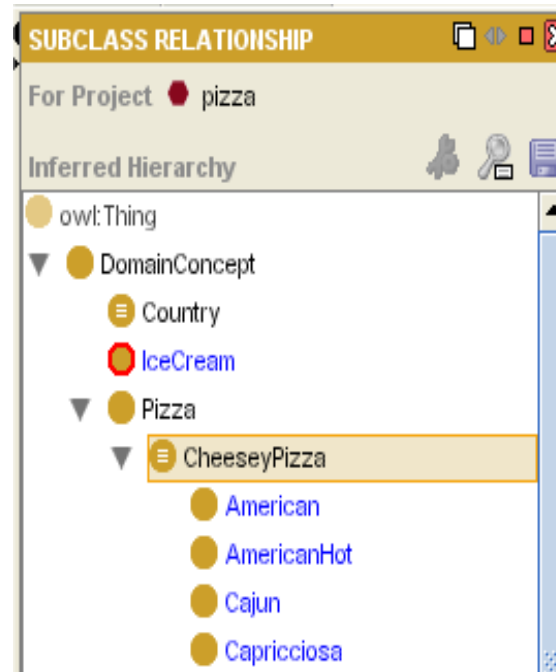 SUBCLASS RELATIONSHIP
For Project pizza
Inferred Hierarchy
owl:Thing
DomainConcept
Country
IceCream
Pizza
CheeseyPizza
American
AmericanHot
Cajun
Capricciosa